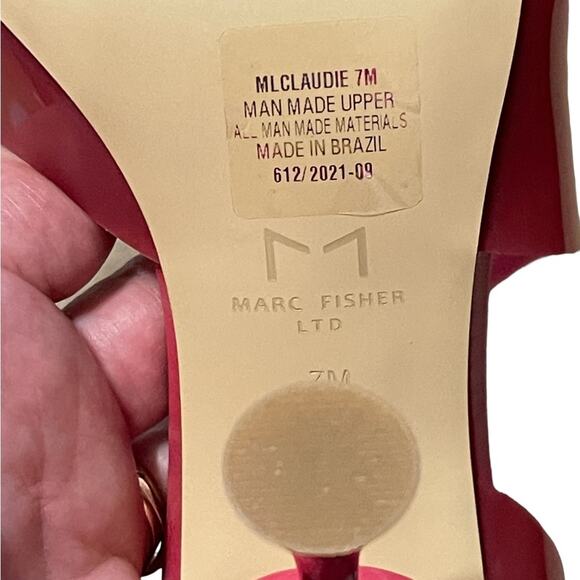 MLCLAUDIE 7M
MAN MADE UPPER
ALL MAN MADE MATERIALS
MADE IN BRAZIL
612/2021-09
MARC FISHER
LTD
7M